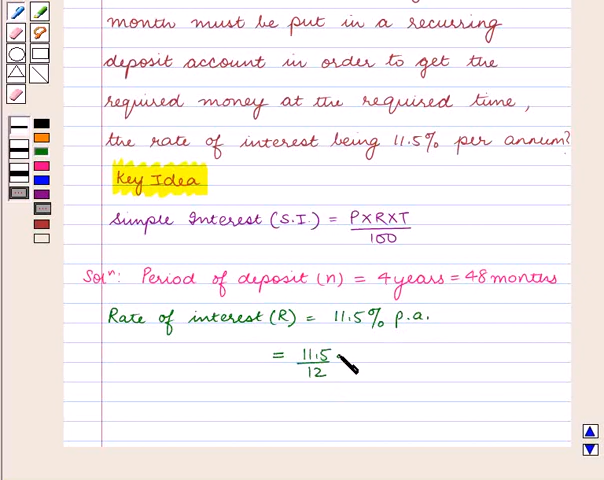 month must be put in a recurring
deposit account in order to get the
required money at the required time,
the rate of interest being 11.5% per annum?
Key Idea
Simple Interest (S.I.) = PXRXT / 100
Solⁿ: Period of deposit (n) = 4 years = 48 months
Rate of interest (R) = 11.5% p.a.
= 11.5 / 12